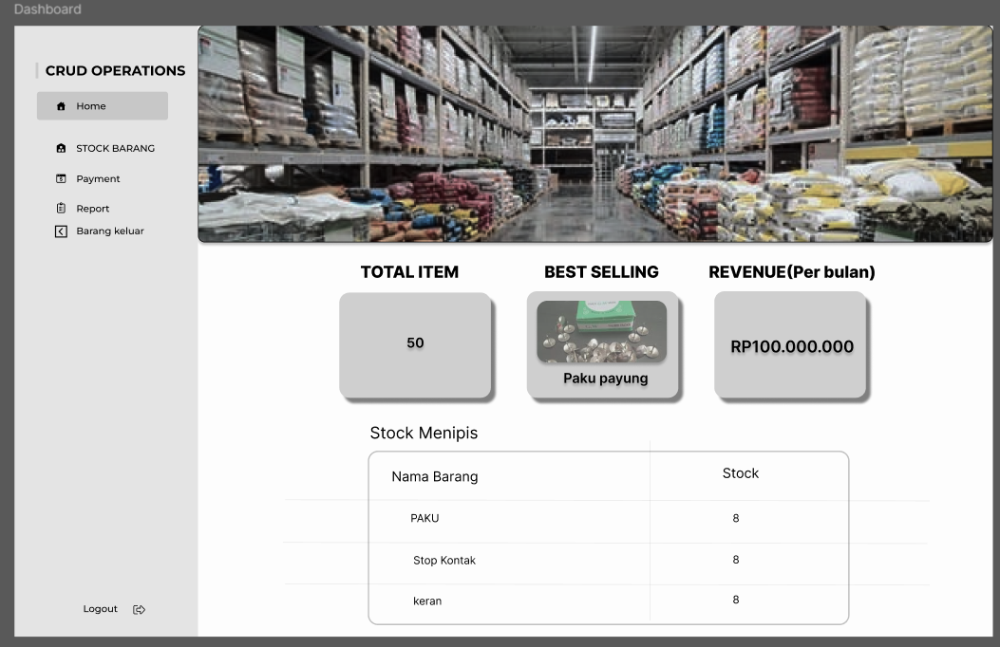 Dashboard
CRUD OPERATIONS
Home
STOCK BARANG
Payment
Report
Barang keluar
Logout
TOTAL ITEM
50
BEST SELLING
Paku payung
REVENUE(Per bulan)
RP100.000.000
Stock Menipis
Nama Barang Stock
PAKU 8
Stop Kontak 8
keran 8